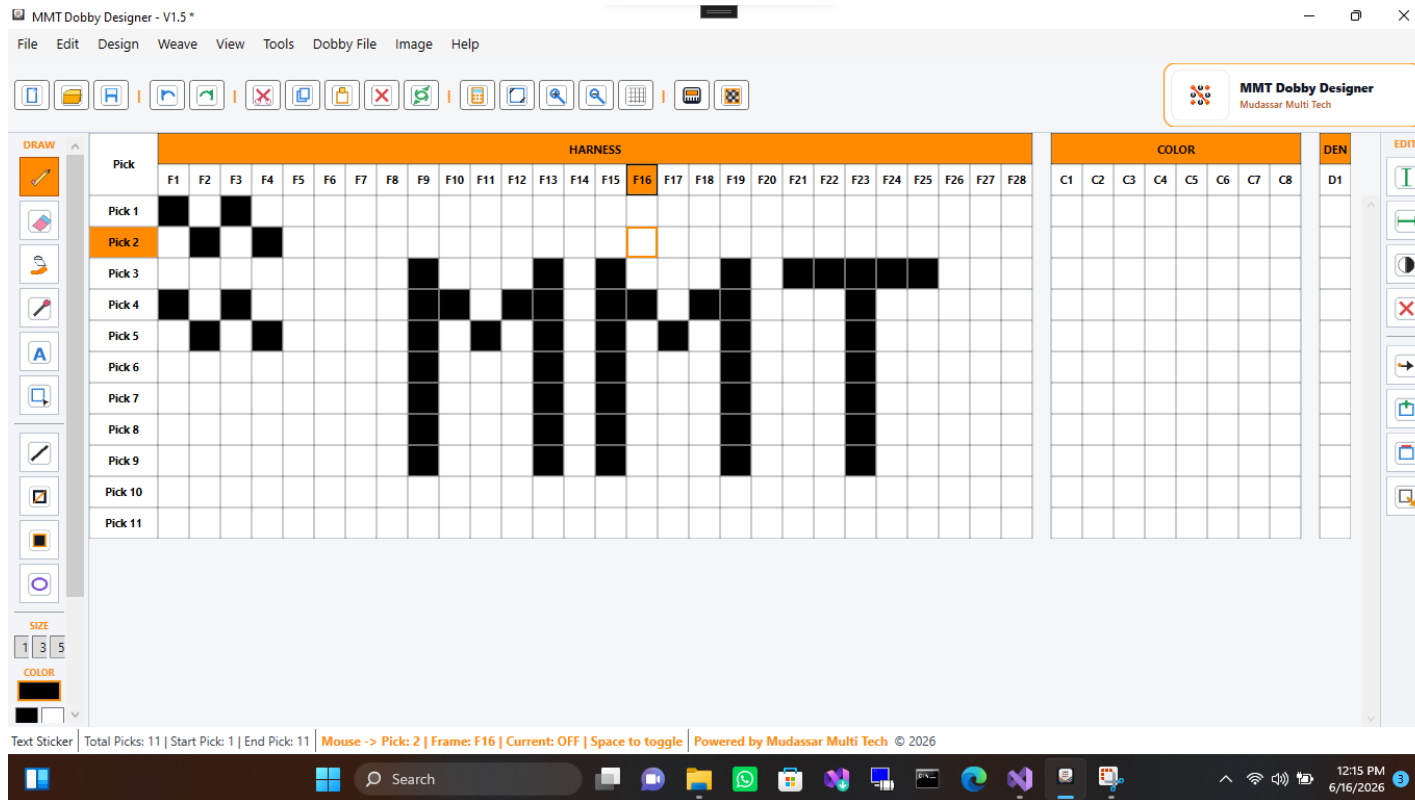 MMT Dobby Designer - V1.5 *
File Edit Design Weave View Tools Dobby File Image Help
MMT Dobby Designer
Mudassar Multi Tech
DRAW
Pick
HARNESS
COLOR
DEN
EDIT
F1 F2 F3 F4 F5 F6 F7 F8 F9 F10 F11 F12 F13 F14 F15 F16 F17 F18 F19 F20 F21 F22 F23 F24 F25 F26 F27 F28
C1 C2 C3 C4 C5 C6 C7 C8
D1
Pick 1
Pick 2
Pick 3
Pick 4
Pick 5
Pick 6
Pick 7
Pick 8
Pick 9
Pick 10
Pick 11
MMT
A
SIZE
1 3 5
COLOR
Text Sticker Total Picks: 11 | Start Pick: 1 | End Pick: 11 Mouse -> Pick: 2 | Frame: F16 | Current: OFF | Space to toggle Powered by Mudassar Multi Tech © 2026
Search
12:15 PM
6/16/2026
3